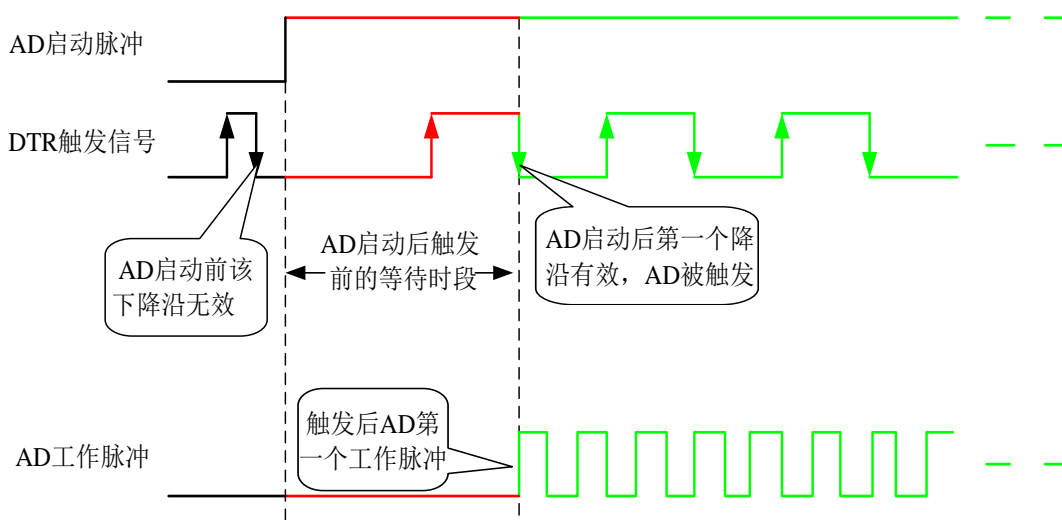 AD启动脉冲
DTR触发信号
AD启动前该
下降沿无效
AD启动后触发
前的等待时段
AD启动后第一个降
沿有效，AD被触发
触发后AD第
一个工作脉冲
AD工作脉冲